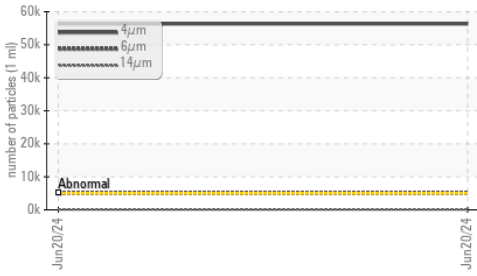 60k
4µm
6µm
14µm
50k
40k
30k
20k
10k
0k
number of particles (1 ml)
Abnormal
Jun20/24
Jun20/24